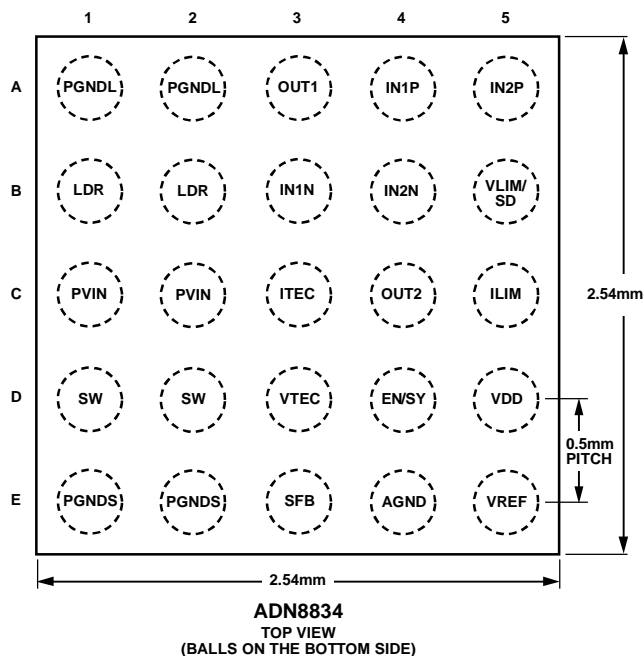 1 2 3 4 5
A PGNDL PGNDL OUT1 IN1P IN2P
B LDR LDR IN1N IN2N VLIM/
SD
C PVIN PVIN ITEC OUT2 ILIM
2.54mm
D SW SW VTEC EN/SY VDD
0.5mm
PITCH
E PGNDS PGNDS SFB AGND VREF
2.54mm
ADN8834
TOP VIEW
(BALLS ON THE BOTTOM SIDE)